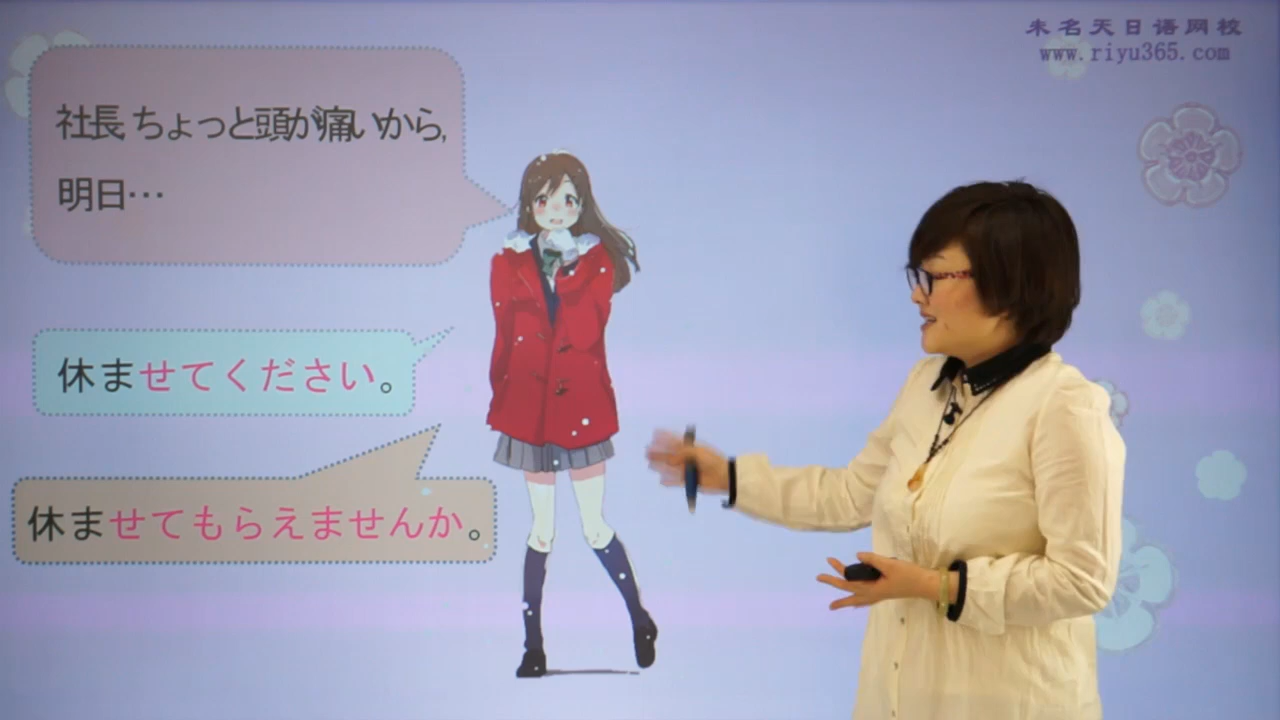 未名天日语网校
www.riyu365.com
社長、ちょっと頭が痛いから,
明日…
休ませてください。
休ませてもらえませんか。